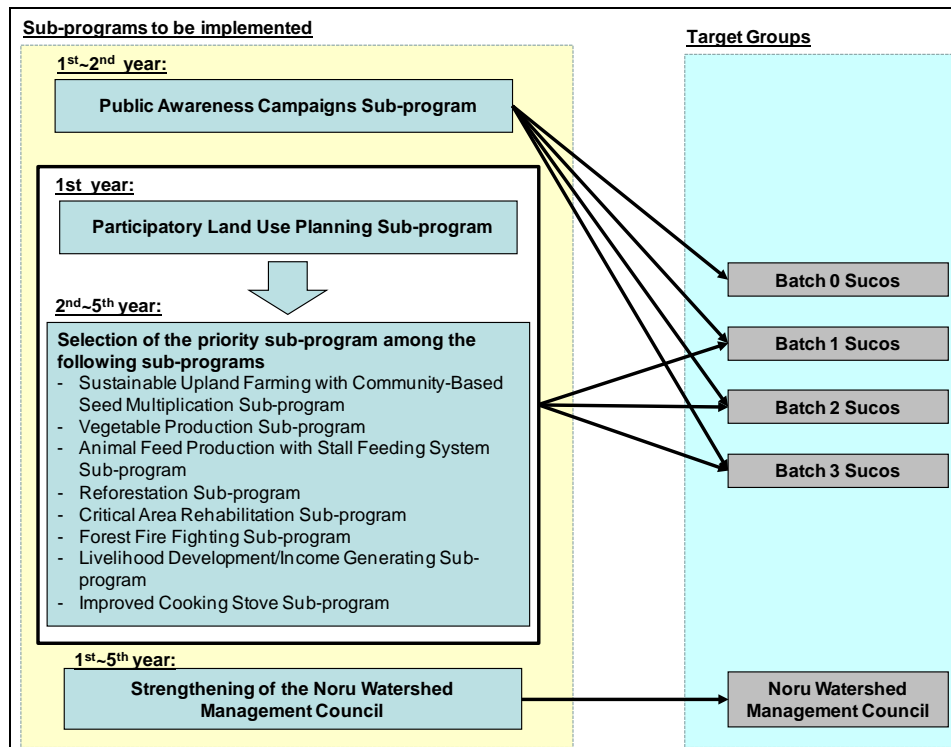 Sub-programs to be implemented
1st~2nd year:
Public Awareness Campaigns Sub-program
1st year:
Participatory Land Use Planning Sub-program
2nd~5th year:
Selection of the priority sub-program among the
following sub-programs
- Sustainable Upland Farming with Community-Based
Seed Multiplication Sub-program
- Vegetable Production Sub-program
- Animal Feed Production with Stall Feeding System
Sub-program
- Reforestation Sub-program
- Critical Area Rehabilitation Sub-program
- Forest Fire Fighting Sub-program
- Livelihood Development/Income Generating Sub-
program
- Improved Cooking Stove Sub-program
1st~5th year:
Strengthening of the Noru Watershed
Management Council
Target Groups
Batch 0 Sucos
Batch 1 Sucos
Batch 2 Sucos
Batch 3 Sucos
Noru Watershed
Management Council